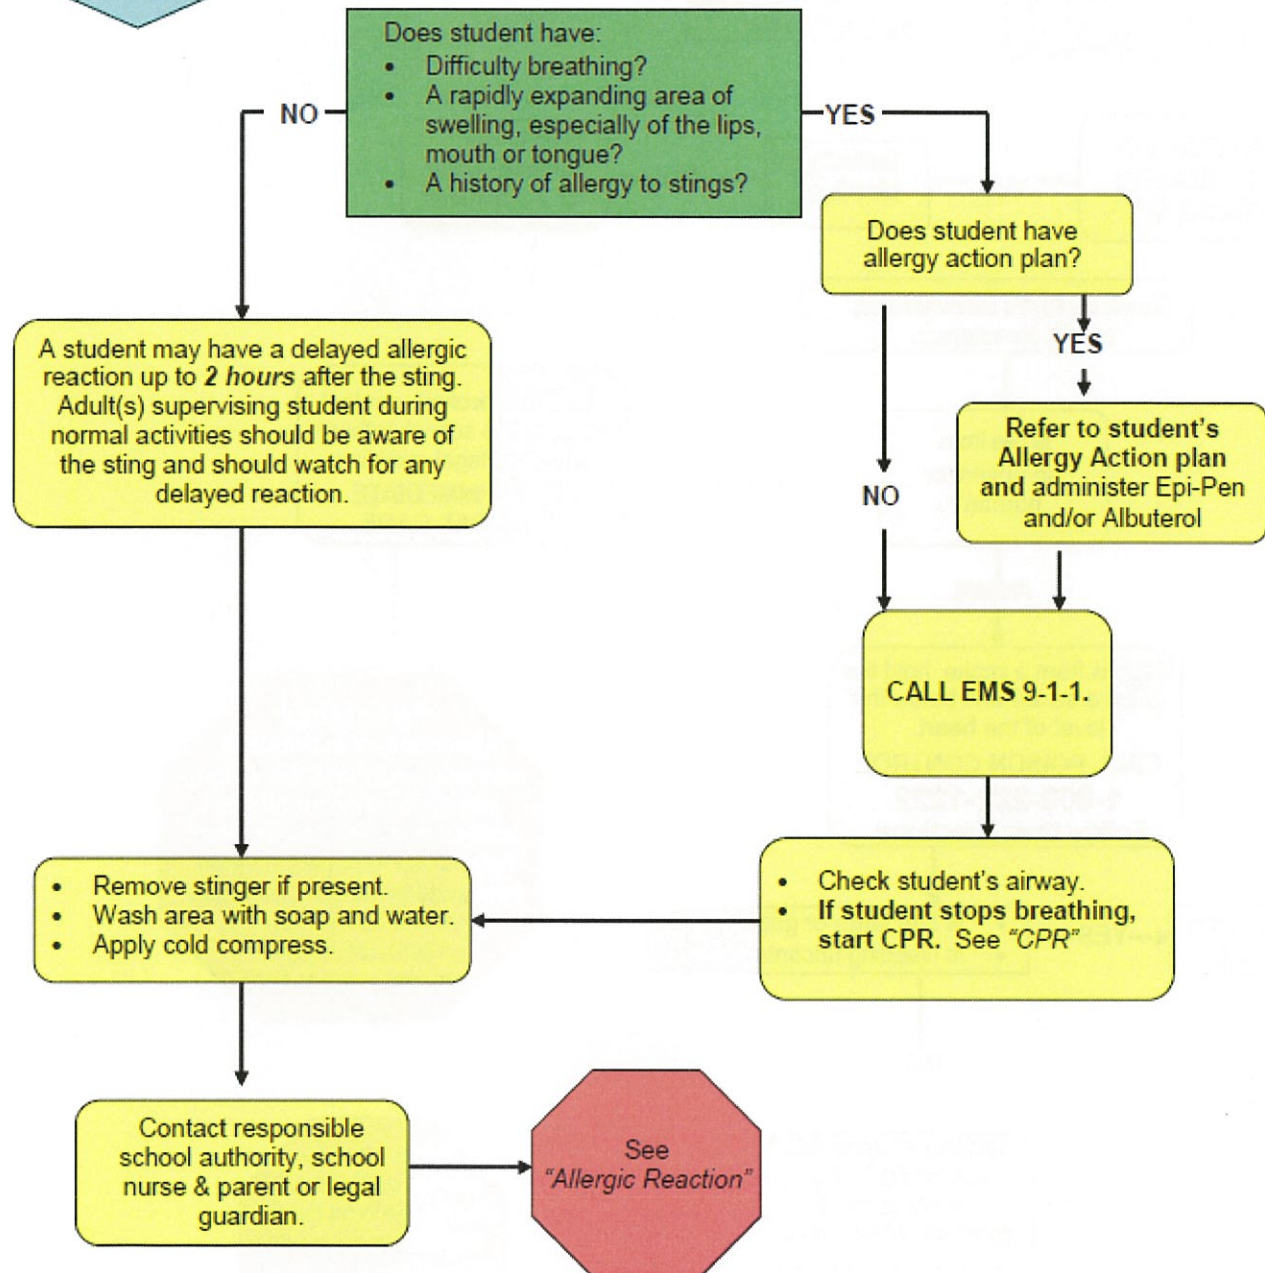 Does student have:
• Difficulty breathing?
• A rapidly expanding area of
swelling, especially of the lips,
mouth or tongue?
• A history of allergy to stings?
NO
YES
Does student have
allergy action plan?
A student may have a delayed allergic
reaction up to 2 hours after the sting.
Adult(s) supervising student during
normal activities should be aware of
the sting and should watch for any
delayed reaction.
YES
Refer to student's
Allergy Action plan
and administer Epi-Pen
and/or Albuterol
NO
CALL EMS 9-1-1.
• Remove stinger if present.
• Wash area with soap and water.
• Apply cold compress.
• Check student's airway.
• If student stops breathing,
start CPR. See "CPR"
Contact responsible
school authority, school
nurse & parent or legal
guardian.
See
"Allergic Reaction"